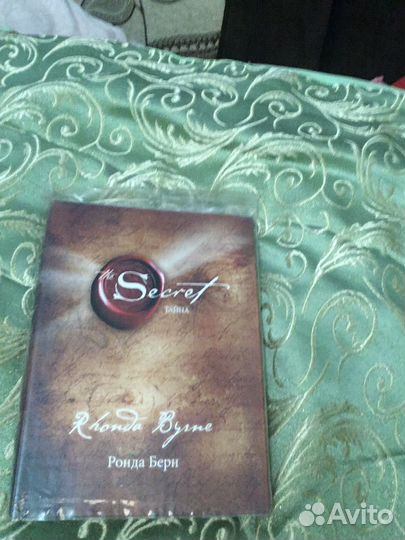 The
Secret
ТАЙНА
Rhonda Byrne
Ронда Берн
Avito